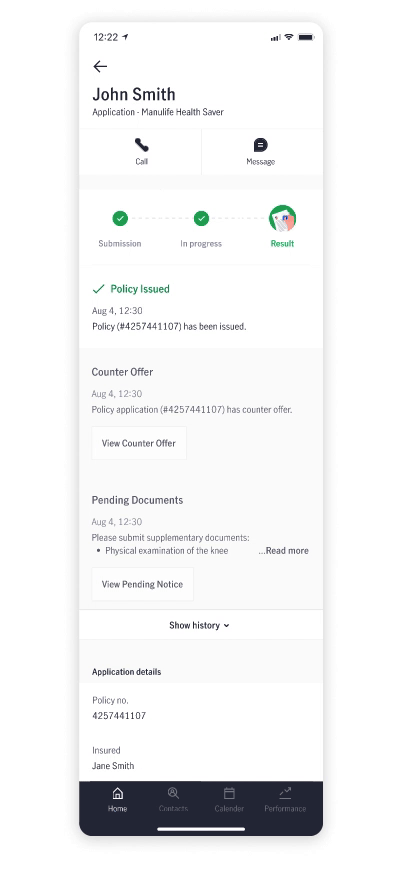 12:22
John Smith
Application - Manulife Health Saver
Call
Message
Submission
In progress
Result
Policy Issued
Aug 4, 12:30
Policy (#4257441107) has been issued.
Counter Offer
Aug 4, 12:30
Policy application (#4257441107) has counter offer.
View Counter Offer
Pending Documents
Aug 4, 12:30
Please submit supplementary documents:
• Physical examination of the knee ...Read more
View Pending Notice
Show history
Application details
Policy no.
4257441107
Insured
Jane Smith
Home
Contacts
Calender
Performance